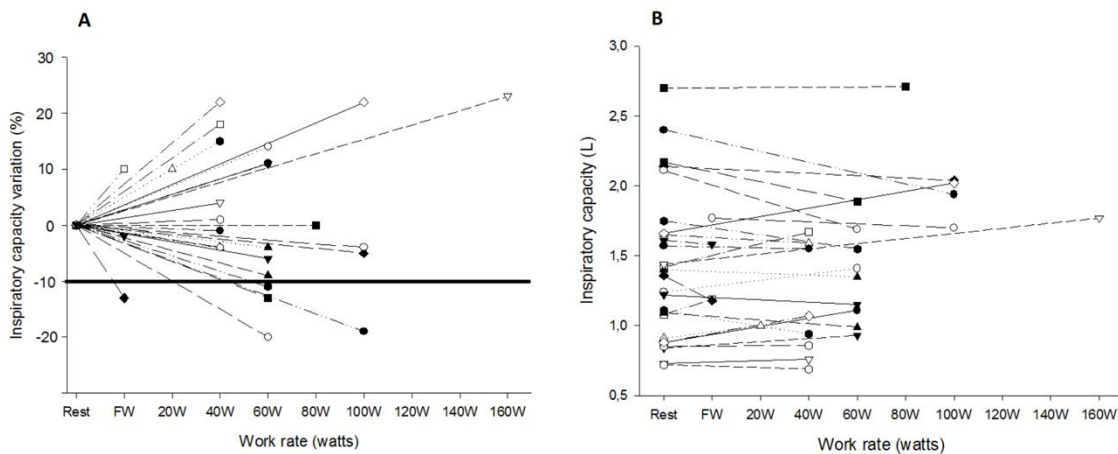 A
Inspiratory capacity variation (%)
30
20
10
0
-10
-20
Rest FW 20W 40W 60W 80W 100W 120W 140W 160W
Work rate (watts)
B
Inspiratory capacity (L)
3,0
2,5
2,0
1,5
1,0
0,5
Rest FW 20W 40W 60W 80W 100W 120W 140W 160W
Work rate (watts)